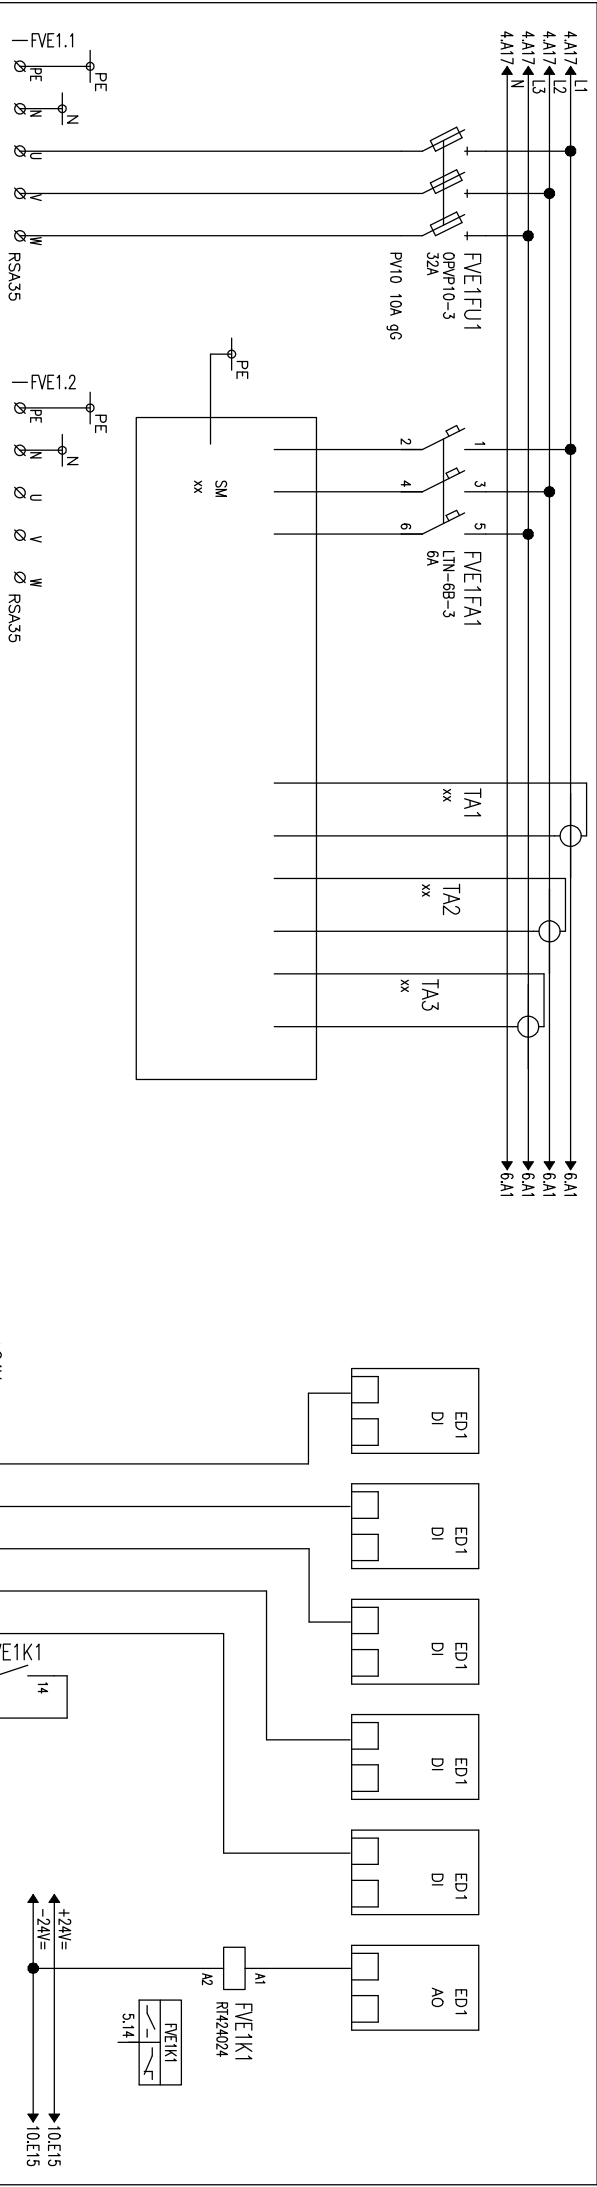 4.A17
L1
4.A17
L2
4.A17
L3
4.A17
N
6.A1
6.A1
6.A1
6.A1
FVE1FU1
OPVP10-3
32A
PV10 10A gG
FVE1FA1
LTN-6B-3
6A
1
3
5
2
4
6
TA1
xx
TA2
xx
TA3
xx
PE
SM
xx
-FVE1.1
PE
N
PE
N
U
V
W
RSA35
-FVE1.2
PE
N
PE
N
U
V
W
RSA35
ED1
DI
ED1
DI
ED1
DI
ED1
DI
ED1
DI
ED1
AO
A1
A2
FVE1K1
RT424024
FVE1K1
5.14
14
+24V=
-24V=
10.E15
10.E15